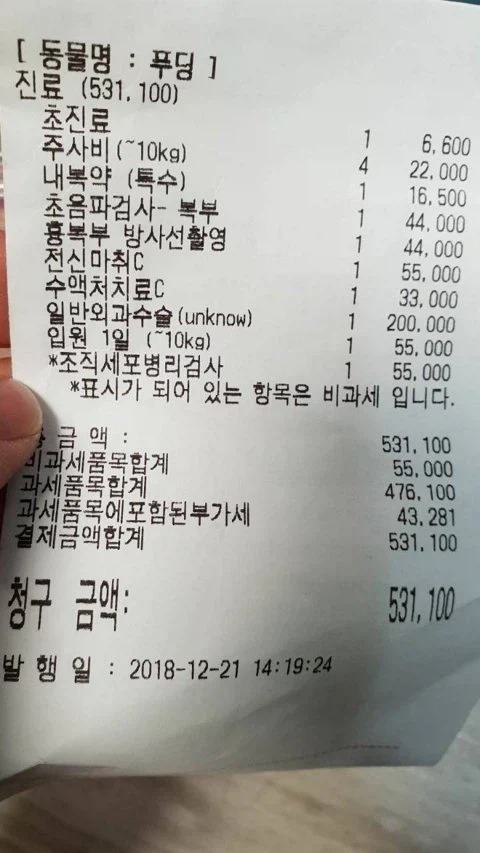 [ 동물명 : 푸딩 ]
진료 (531,100)
초진료 1 6,600
주사비(~10kg) 4 22,000
내복약 (특수) 1 16,500
초음파검사- 복부 1 44,000
흉복부 방사선촬영 1 44,000
전신마취C 1 55,000
수액처치료C 1 33,000
일반외과수술(unknow) 1 200,000
입원 1일 (~10kg) 1 55,000
*조직세포병리검사 1 55,000
*표시가 되어 있는 항목은 비과세 입니다.
금 액 : 531,100
비과세품목합계 55,000
과세품목합계 476,100
과세품목에포함된부가세 43,281
결제금액합계 531,100
청구 금액: 531,100
발 행 일 : 2018-12-21 14:19:24